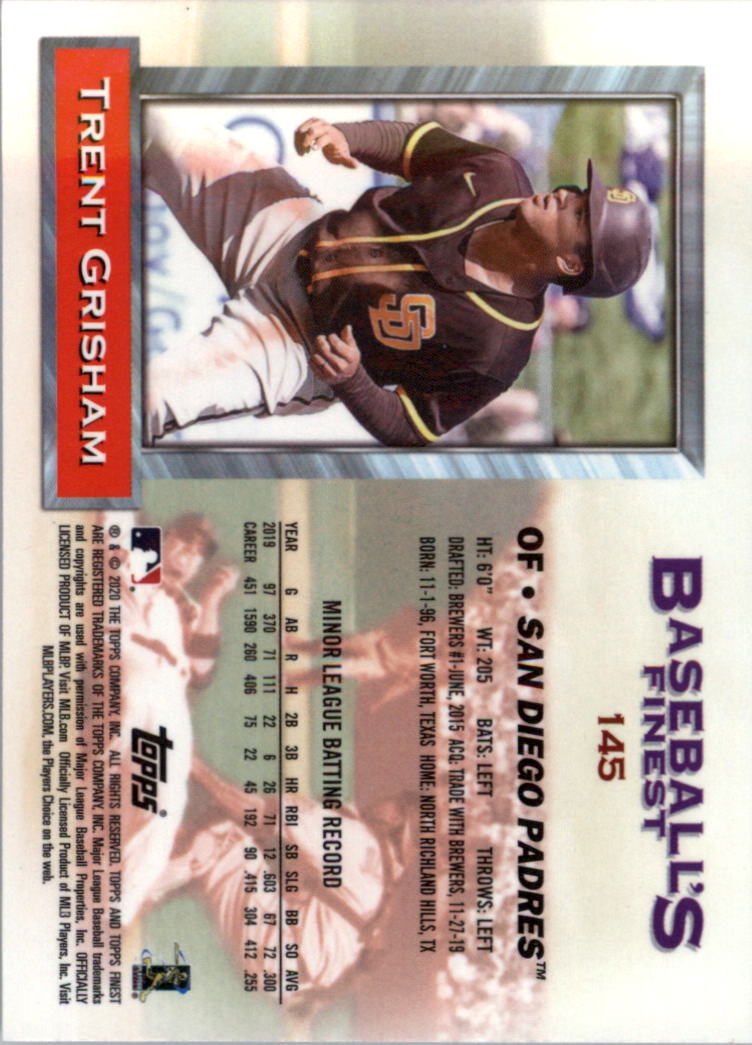 BASEBALL'S
FINEST
145
TRENT GRISHAM
SD
SD
OF • SAN DIEGO PADRES™
HT: 6'0" WT: 205 BATS: LEFT THROWS: LEFT
DRAFTED: BREWERS #1-JUNE, 2015 ACQ: TRADE WITH BREWERS, 11-27-19
BORN: 11-1-96, FORT WORTH, TEXAS HOME: NORTH RICHLAND HILLS, TX
MINOR LEAGUE BATTING RECORD
YEAR G AB R H 2B 3B HR RBI SB SLG BB SO AVG
2019 97 370 71 111 22 6 26 71 12 .603 67 72 .300
CAREER 451 1590 260 406 75 22 45 192 90 .415 304 412 .255
topps®
® & © 2020 THE TOPPS COMPANY, INC. ALL RIGHTS RESERVED. TOPPS AND TOPPS FINEST
ARE REGISTERED TRADEMARKS OF THE TOPPS COMPANY, INC. Major League Baseball trademarks
and copyrights are used with permission of Major League Baseball Properties, Inc. OFFICIALLY
LICENSED PRODUCT OF MLBP. Visit MLB.com Officially Licensed Product of MLB Players, Inc. Visit
MLBPLAYERS.COM, the Players Choice on the web.